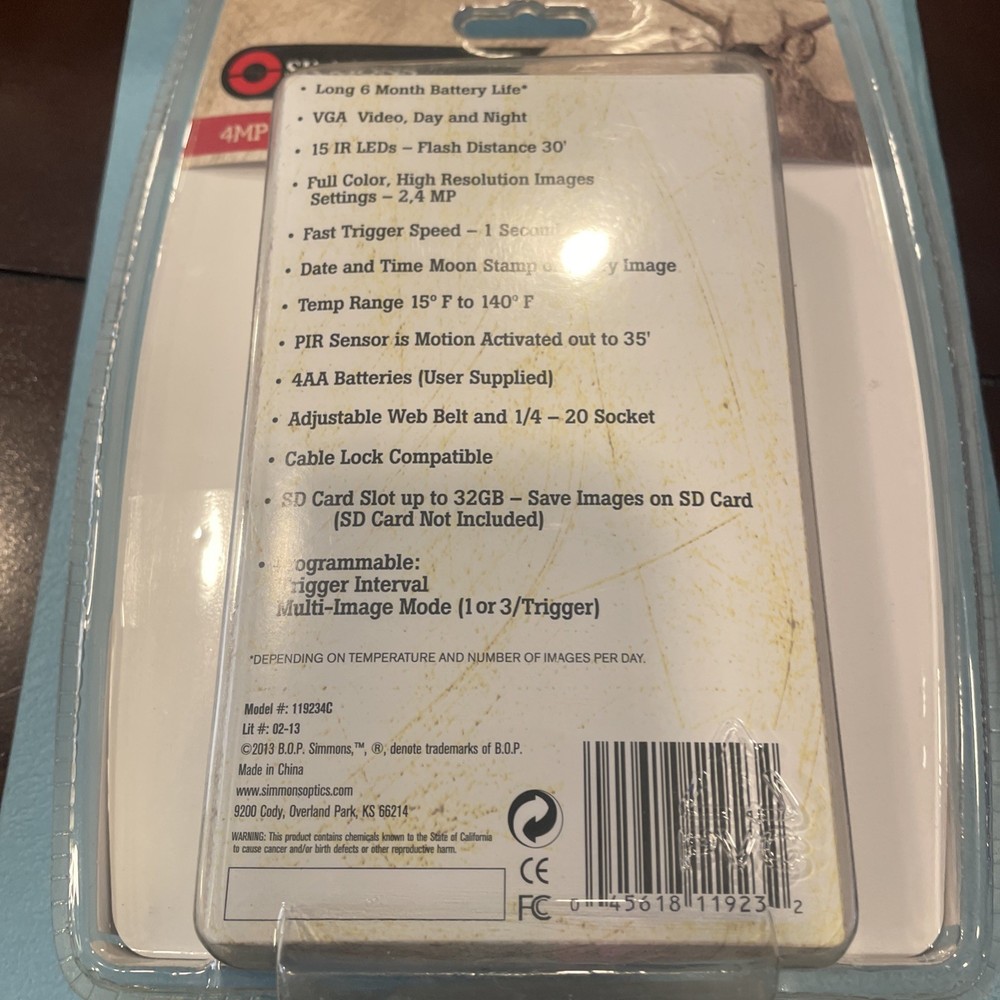 4MP
• Long 6 Month Battery Life*
• VGA Video, Day and Night
• 15 IR LEDs – Flash Distance 30'
• Full Color, High Resolution Images
Settings – 2,4 MP
• Fast Trigger Speed – 1 Second
• Date and Time Moon Stamp Image
• Temp Range 15° F to 140° F
• PIR Sensor is Motion Activated out to 35'
• 4AA Batteries (User Supplied)
• Adjustable Web Belt and 1/4 – 20 Socket
• Cable Lock Compatible
• SD Card Slot up to 32GB – Save Images on SD Card
(SD Card Not Included)
• Programmable:
Trigger Interval
Multi-Image Mode (1 or 3/Trigger)
*DEPENDING ON TEMPERATURE AND NUMBER OF IMAGES PER DAY.
Model #: 119234C
Lit #: 02-13
©2013 B.O.P. Simmons,™, ®, denote trademarks of B.O.P.
Made in China
www.simmonsoptics.com
9200 Cody, Overland Park, KS 66214
WARNING: This product contains chemicals known to the State of California
to cause cancer and/or birth defects or other reproductive harm.
CE
FC
0 45618 11923 2